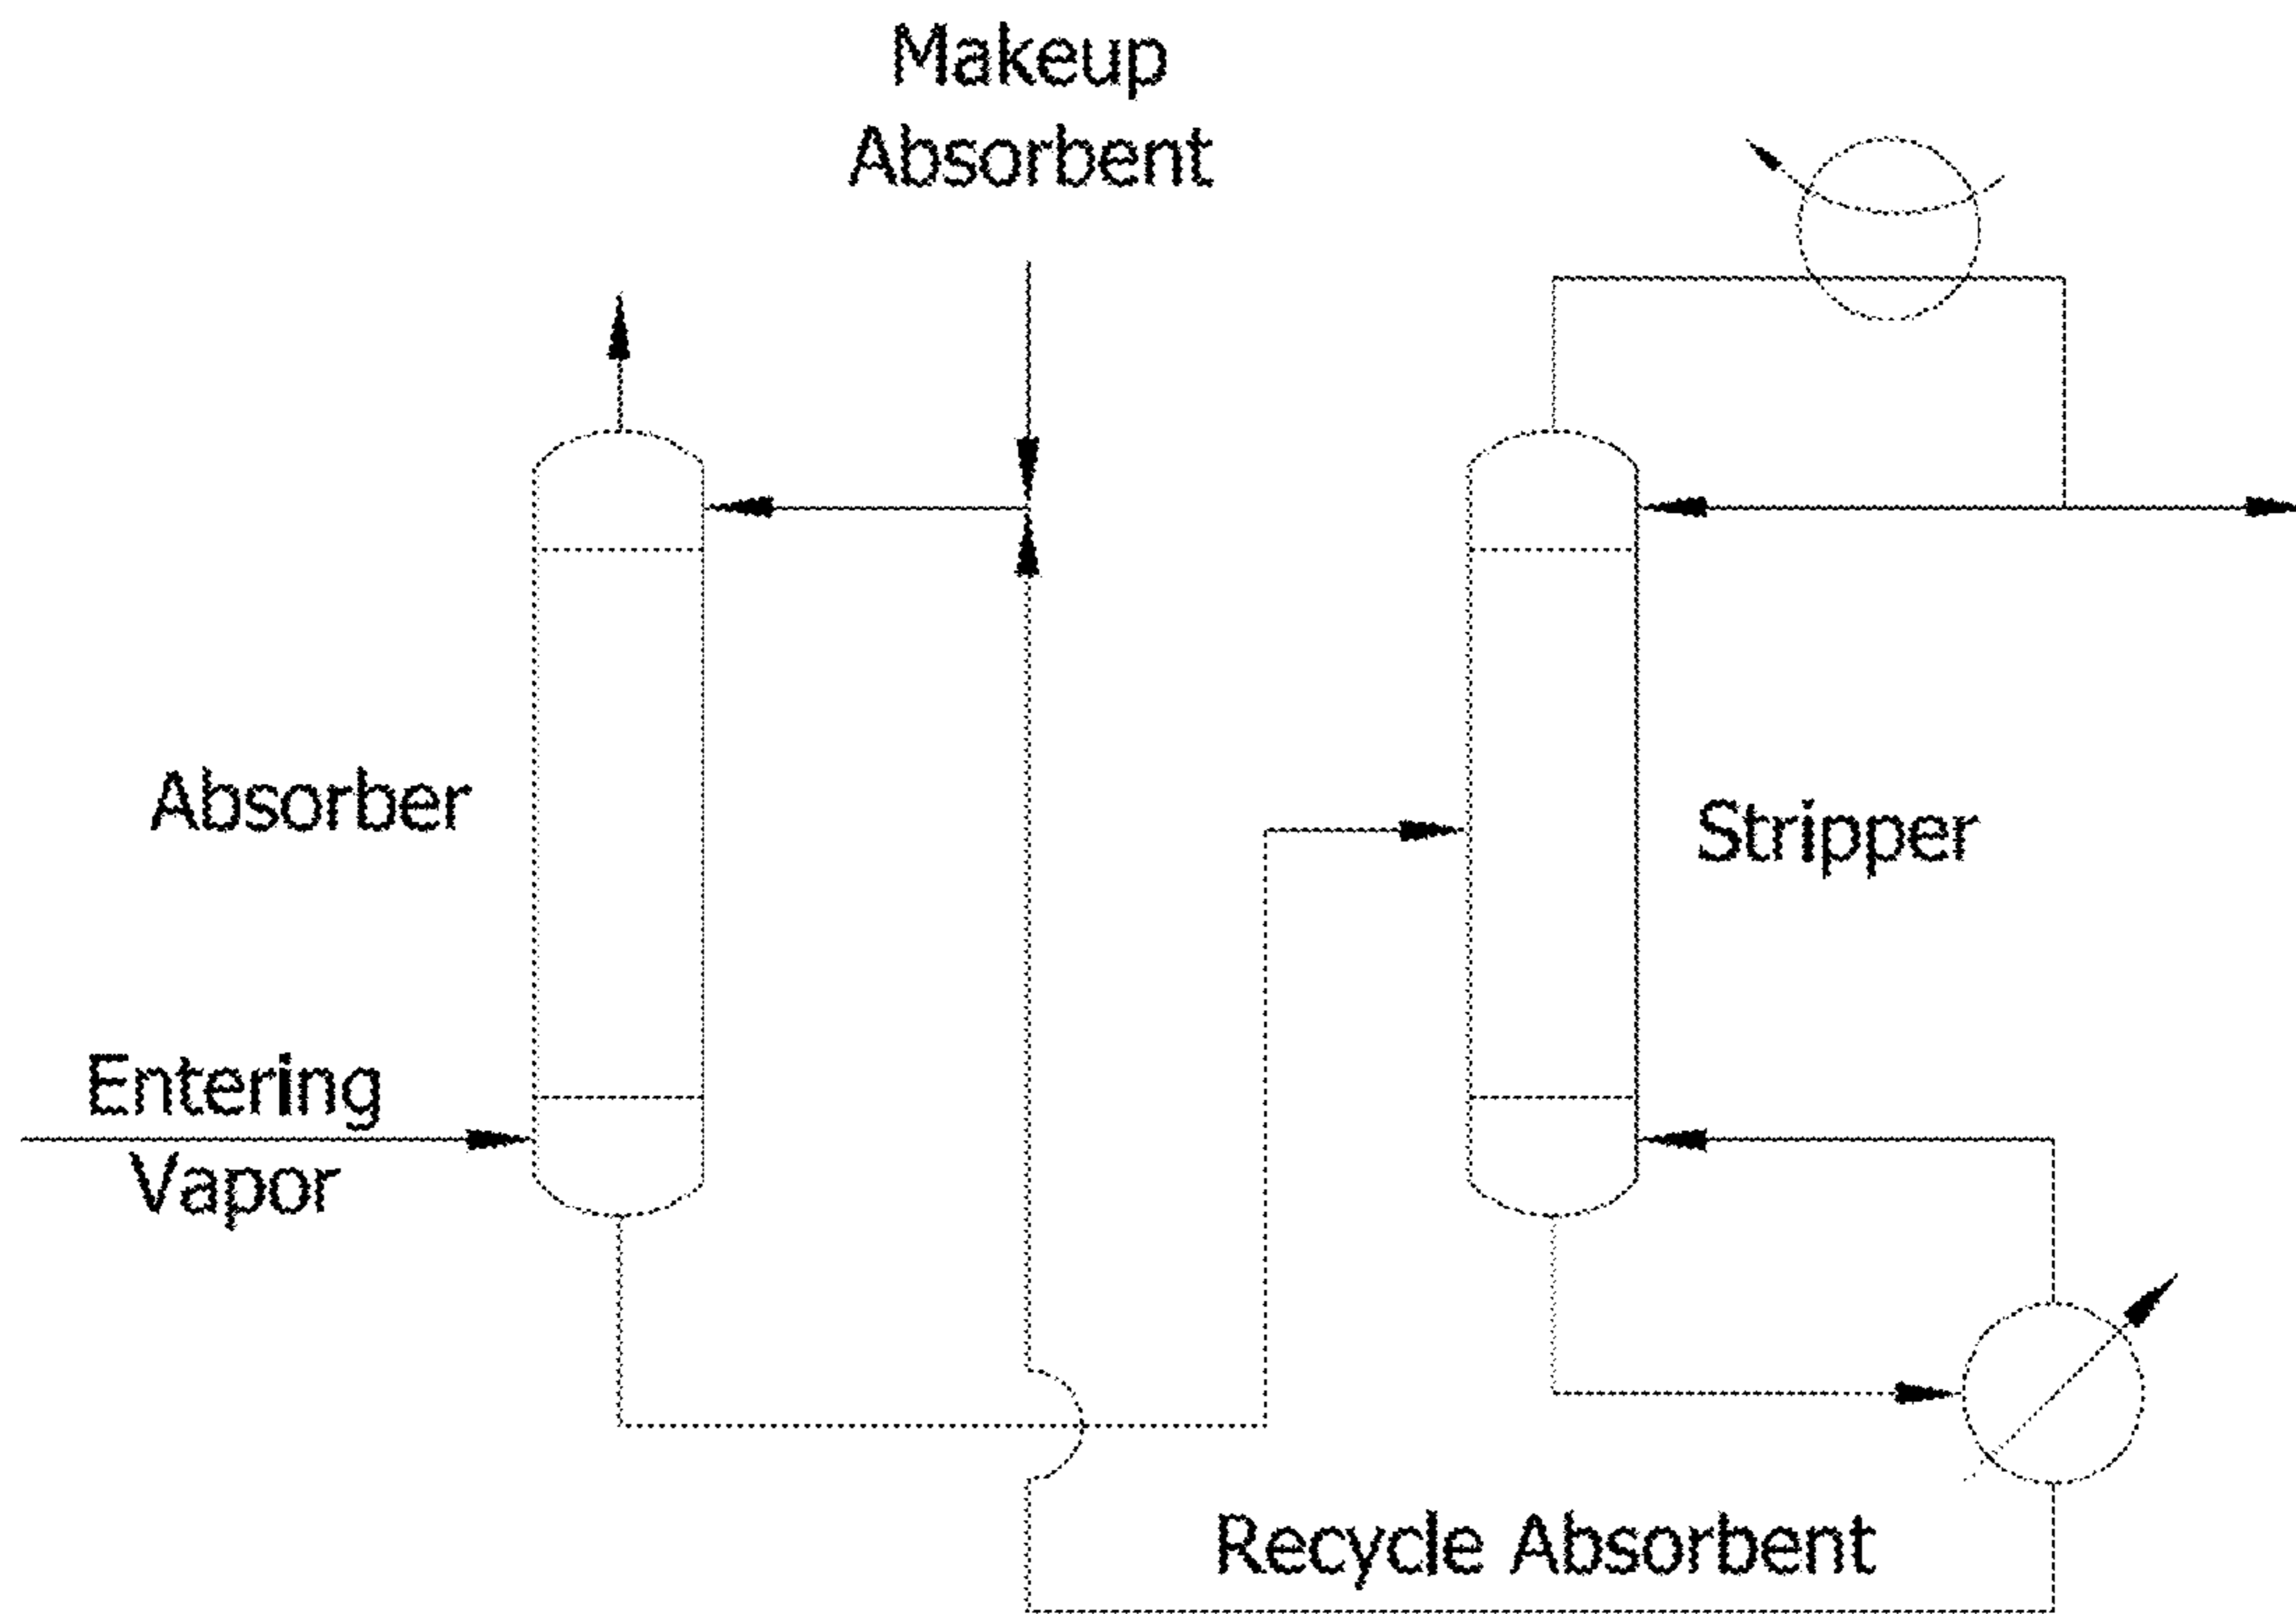 Makeup
Absorbent
Absorber
Stripper
Entering
Vapor
Recycle Absorbent